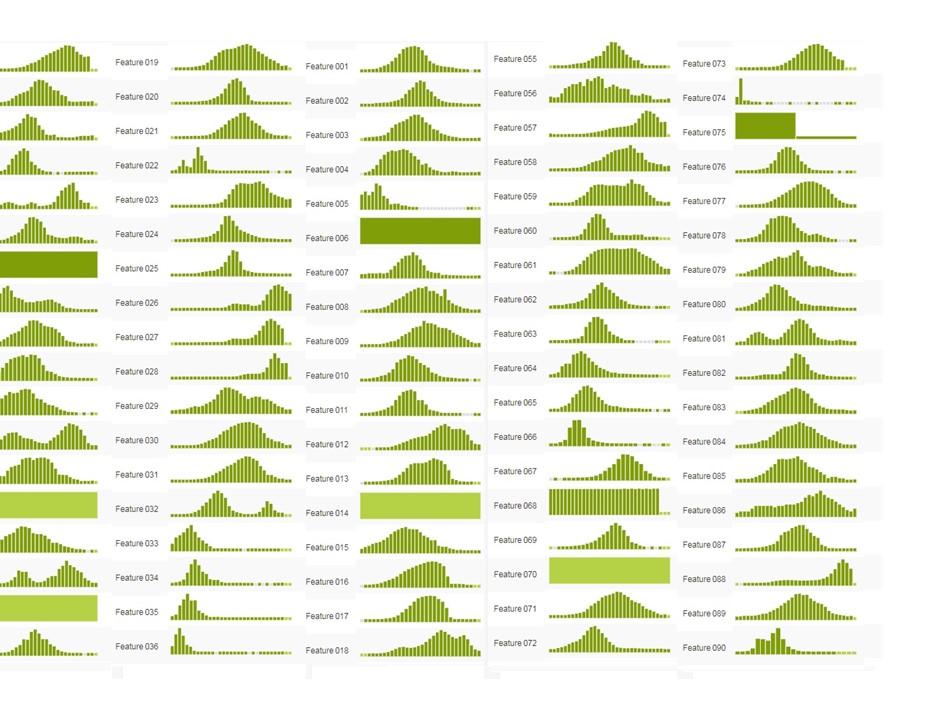 Feature 019
Feature 020
Feature 021
Feature 022
Feature 023
Feature 024
Feature 025
Feature 026
Feature 027
Feature 028
Feature 029
Feature 030
Feature 031
Feature 032
Feature 033
Feature 034
Feature 035
Feature 036
Feature 001
Feature 002
Feature 003
Feature 004
Feature 005
Feature 006
Feature 007
Feature 008
Feature 009
Feature 010
Feature 011
Feature 012
Feature 013
Feature 014
Feature 015
Feature 016
Feature 017
Feature 018
Feature 055
Feature 056
Feature 057
Feature 058
Feature 059
Feature 060
Feature 061
Feature 062
Feature 063
Feature 064
Feature 065
Feature 066
Feature 067
Feature 068
Feature 069
Feature 070
Feature 071
Feature 072
Feature 073
Feature 074
Feature 075
Feature 076
Feature 077
Feature 078
Feature 079
Feature 080
Feature 081
Feature 082
Feature 083
Feature 084
Feature 085
Feature 086
Feature 087
Feature 088
Feature 089
Feature 090